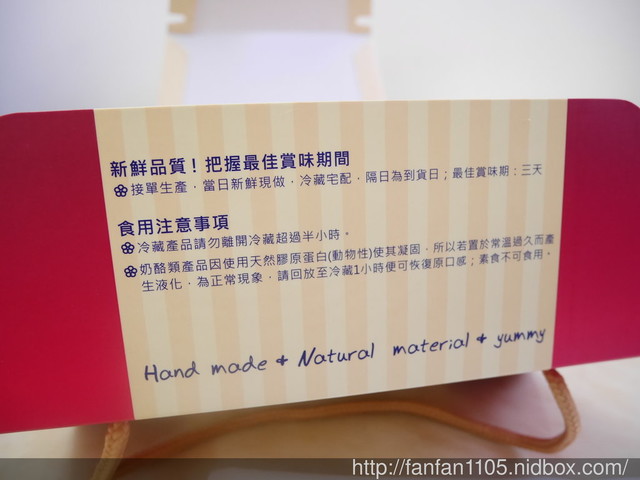 新鮮品質！把握最佳賞味期間
接單生產，當日新鮮現做，冷藏宅配，隔日為到貨日；最佳賞味期：三天
食用注意事項
冷藏產品請勿離開冷藏超過半小時。
奶酪類產品因使用天然膠原蛋白(動物性)使其凝固，所以若置於常溫過久而產
生液化，為正常現象，請回放至冷藏1小時便可恢復原口感；素食不可食用。
Hand made & Natural material & yummy
http://fanfan1105.nidbox.com/